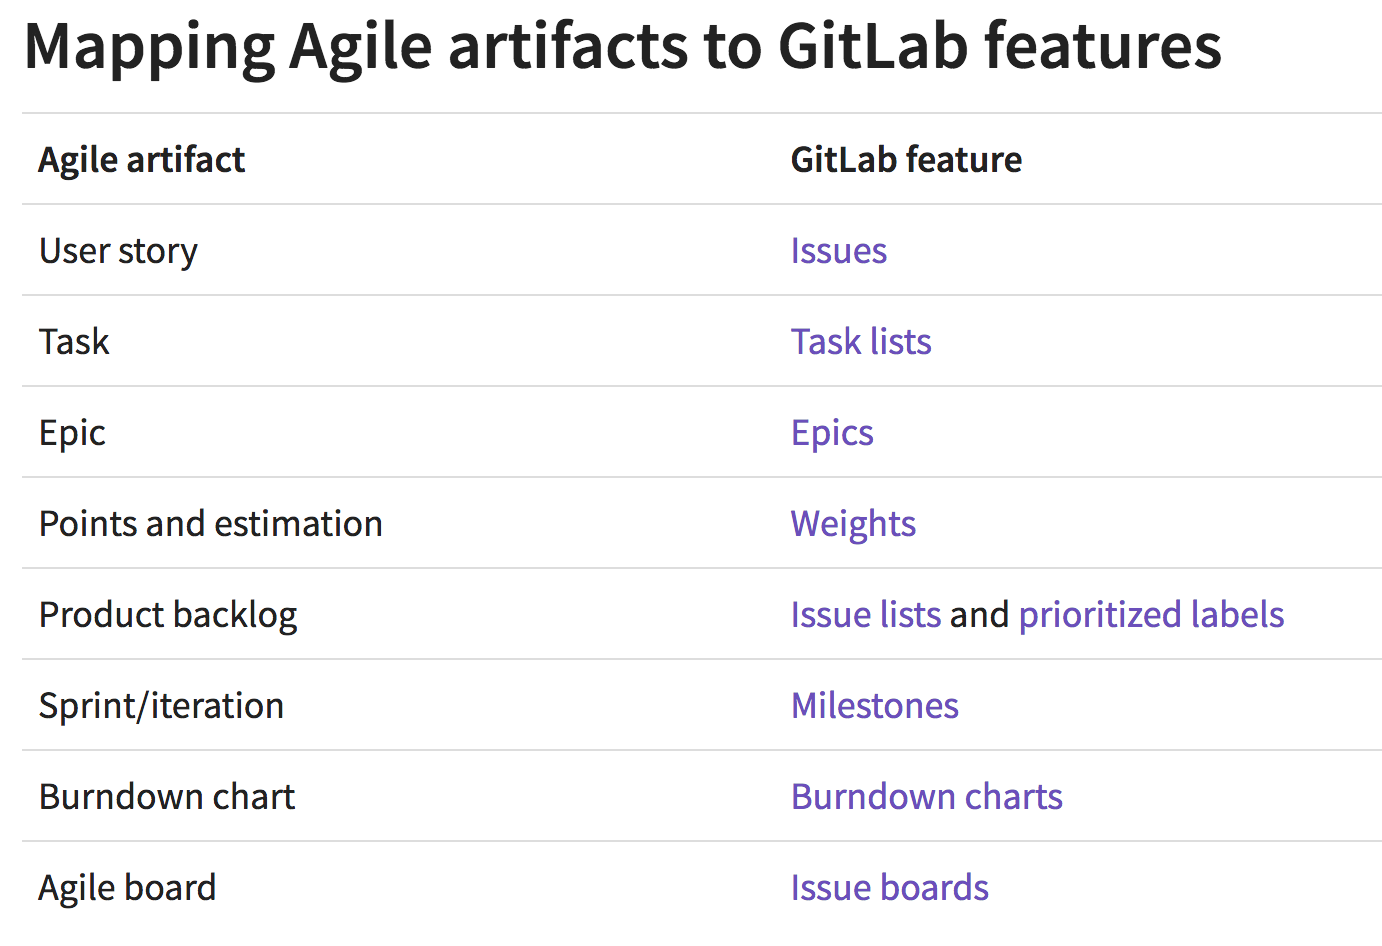 Mapping Agile artifacts to GitLab features
Agile artifact GitLab feature
User story Issues
Task Task lists
Epic Epics
Points and estimation Weights
Product backlog Issue lists and prioritized labels
Sprint/iteration Milestones
Burndown chart Burndown charts
Agile board Issue boards